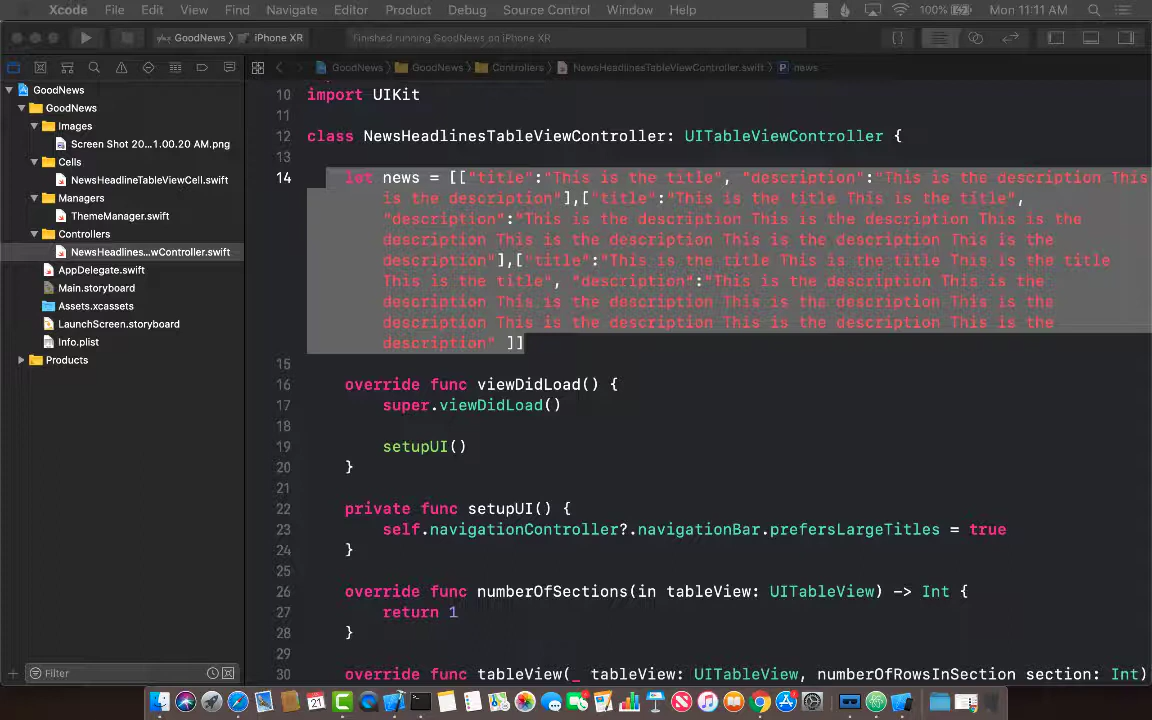 Xcode File Edit View Find Navigate Editor Product Debug Source Control Window Help 100% Mon 11:11 AM
GoodNews iPhone XR Finished running GoodNews on iPhone XR
GoodNews GoodNews Controllers NewsHeadlinesTableViewController.swift P news
GoodNews
GoodNews
Images
Screen Shot 20...1.00.20 AM.png
Cells
NewsHeadlineTableViewCell.swift
Managers
ThemeManager.swift
Controllers
NewsHeadlines...wController.swift
AppDelegate.swift
Main.storyboard
Assets.xcassets
LaunchScreen.storyboard
Info.plist
Products
Filter
10 import UIKit
11
12 class NewsHeadlinesTableViewController: UITableViewController {
13
14 let news = [["title":"This is the title", "description":"This is the description This
is the description"],["title":"This is the title This is the title",
"description":"This is the description This is the description This is the
description This is the description This is the description This is the
description"],["title":"This is the title This is the title This is the title
This is the title", "description":"This is the description This is the
description This is the description This is the description This is the
description This is the description This is the description This is the
description" ]]
15
16 override func viewDidLoad() {
17 super.viewDidLoad()
18
19 setupUI()
20 }
21
22 private func setupUI() {
23 self.navigationController?.navigationBar.prefersLargeTitles = true
24 }
25
26 override func numberOfSections(in tableView: UITableView) -> Int {
27 return 1
28 }
29
30 override func tableView(_ tableView: UITableView, numberOfRowsInSection section: Int)